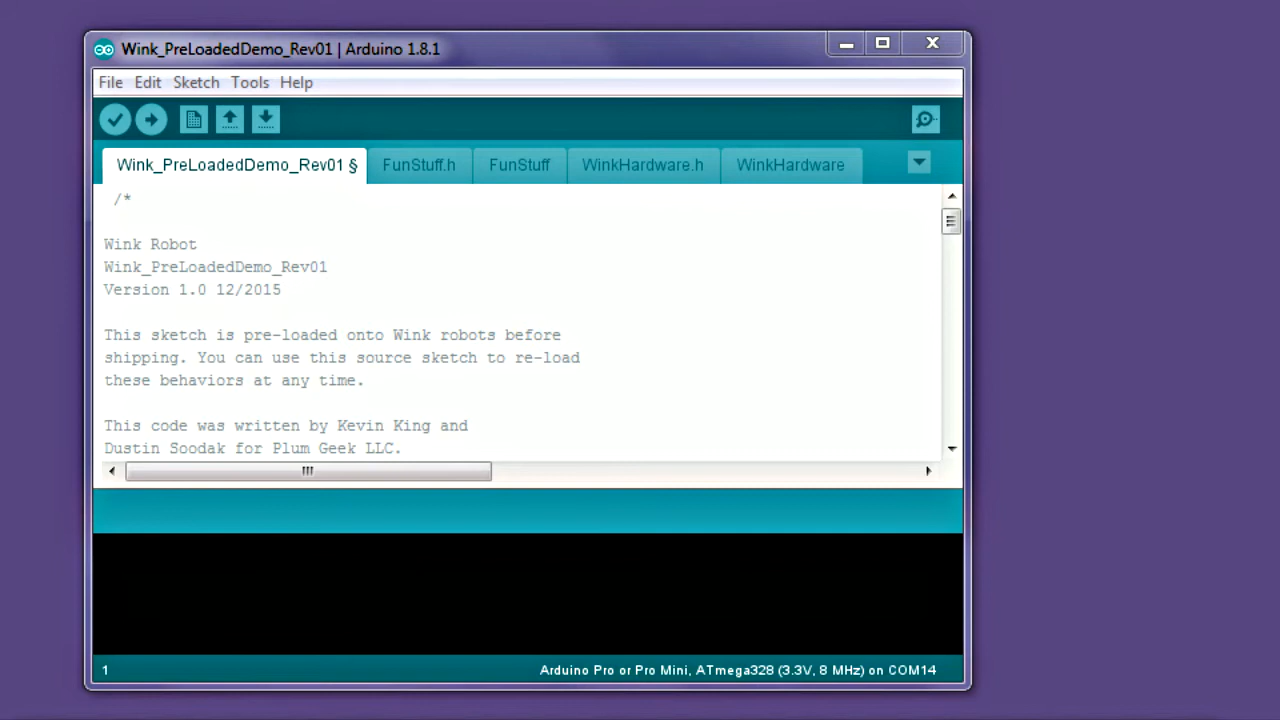 Wink_PreLoadedDemo_Rev01 | Arduino 1.8.1
File Edit Sketch Tools Help
Wink_PreLoadedDemo_Rev01 § FunStuff.h FunStuff WinkHardware.h WinkHardware
/*
Wink Robot
Wink_PreLoadedDemo_Rev01
Version 1.0 12/2015
This sketch is pre-loaded onto Wink robots before
shipping. You can use this source sketch to re-load
these behaviors at any time.
This code was written by Kevin King and
Dustin Soodak for Plum Geek LLC.
1 Arduino Pro or Pro Mini, ATmega328 (3.3V, 8 MHz) on COM14